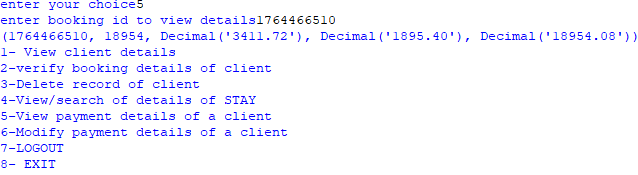 enter your choice5
enter booking id to view details1764466510
(1764466510, 18954, Decimal('3411.72'), Decimal('1895.40'), Decimal('18954.08'))
1- View client details
2-verify booking details of client
3-Delete record of client
4-View/search of details of STAY
5-View payment details of a client
6-Modify payment details of a client
7-LOGOUT
8- EXIT